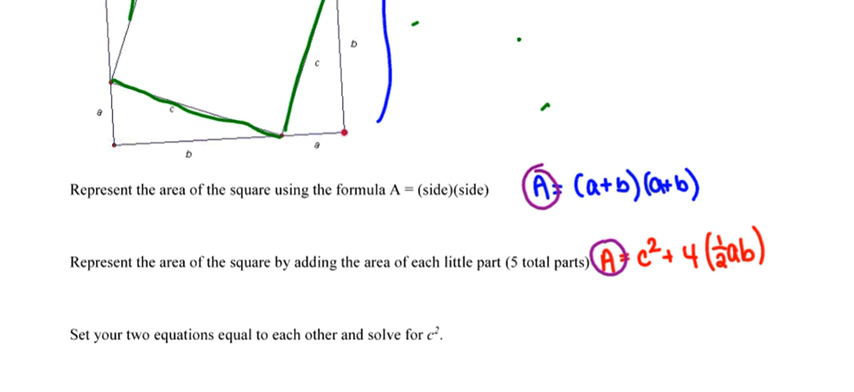 b
c
a
c
a
b
Represent the area of the square using the formula A = (side)(side) A = (a+b)(a+b)
Represent the area of the square by adding the area of each little part (5 total parts) A = c² + 4(½ab)
Set your two equations equal to each other and solve for c².